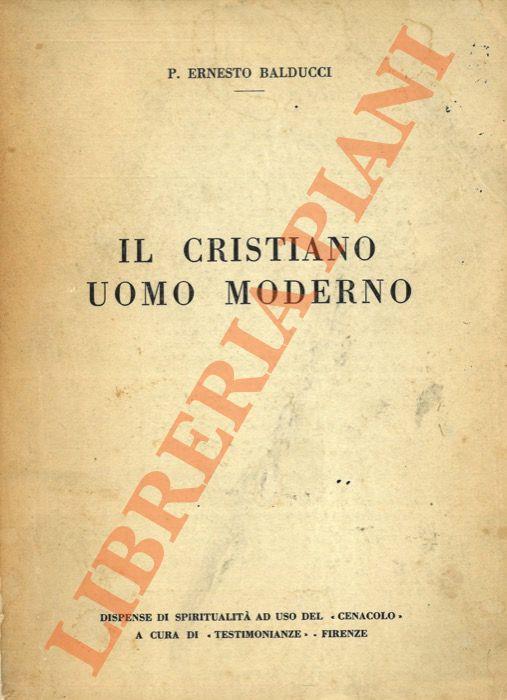 P. ERNESTO BALDUCCI
IL CRISTIANO
UOMO MODERNO
LIBRERIA PIANI
DISPENSE DI SPIRITUALITÀ AD USO DEL «CENACOLO»
A CURA DI «TESTIMONIANZE» - FIRENZE